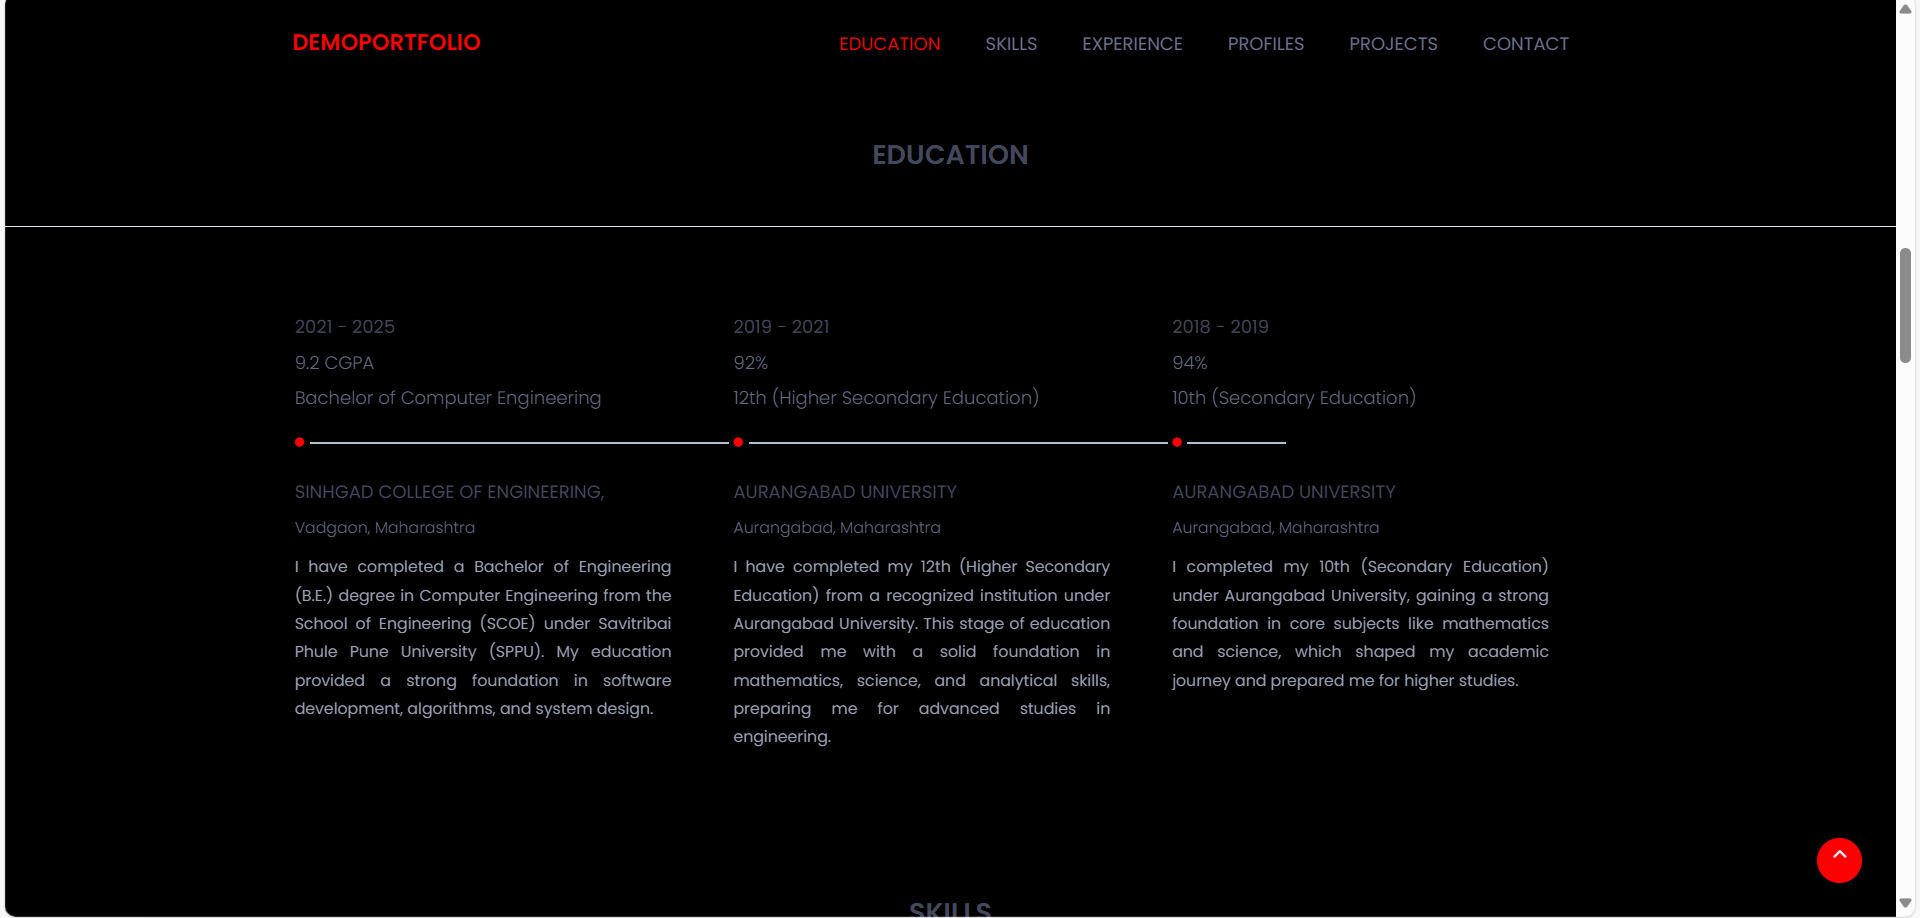 DEMOPORTFOLIO
EDUCATION SKILLS EXPERIENCE PROFILES PROJECTS CONTACT
EDUCATION
2021 - 2025
9.2 CGPA
Bachelor of Computer Engineering
SINHGAD COLLEGE OF ENGINEERING,
Vadgaon, Maharashtra
I have completed a Bachelor of Engineering
(B.E.) degree in Computer Engineering from the
School of Engineering (SCOE) under Savitribai
Phule Pune University (SPPU). My education
provided a strong foundation in software
development, algorithms, and system design.
2019 - 2021
92%
12th (Higher Secondary Education)
AURANGABAD UNIVERSITY
Aurangabad, Maharashtra
I have completed my 12th (Higher Secondary
Education) from a recognized institution under
Aurangabad University. This stage of education
provided me with a solid foundation in
mathematics, science, and analytical skills,
preparing me for advanced studies in
engineering.
2018 - 2019
94%
10th (Secondary Education)
AURANGABAD UNIVERSITY
Aurangabad, Maharashtra
I completed my 10th (Secondary Education)
under Aurangabad University, gaining a strong
foundation in core subjects like mathematics
and science, which shaped my academic
journey and prepared me for higher studies.
SKILLS